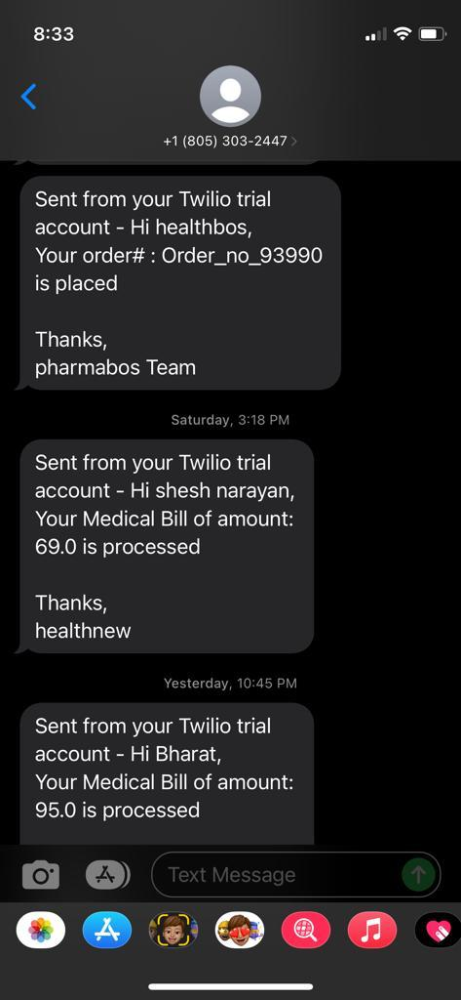 8:33
+1 (805) 303-2447 >
Sent from your Twilio trial
account - Hi healthbos,
Your order# : Order_no_93990
is placed
Thanks,
pharmabos Team
Saturday, 3:18 PM
Sent from your Twilio trial
account - Hi shesh narayan,
Your Medical Bill of amount:
69.0 is processed
Thanks,
healthnew
Yesterday, 10:45 PM
Sent from your Twilio trial
account - Hi Bharat,
Your Medical Bill of amount:
95.0 is processed
Text Message